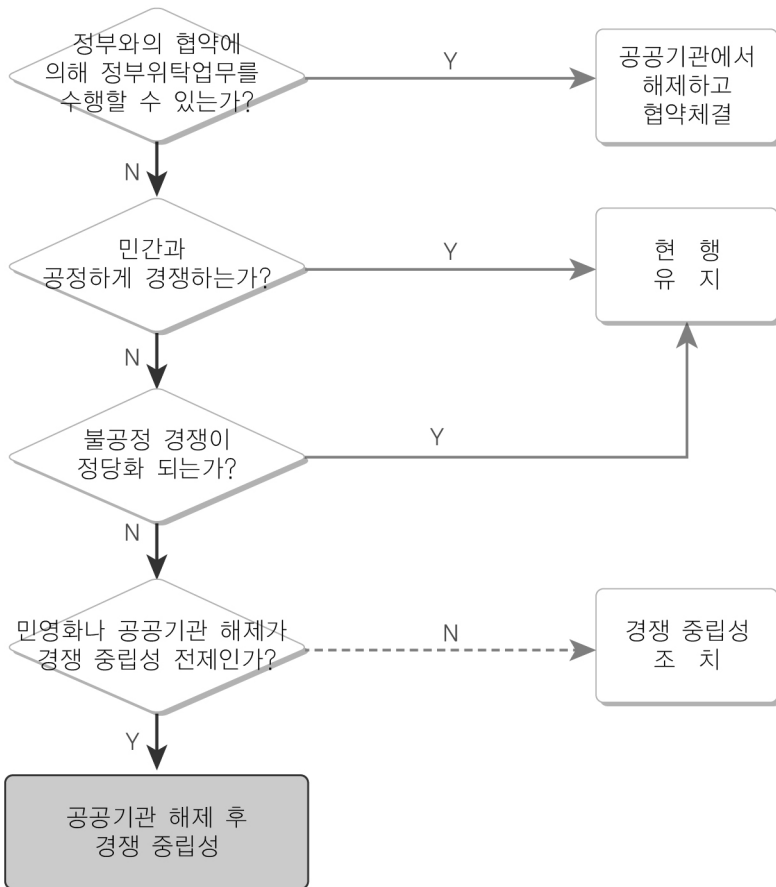 정부와의 협약에
의해 정부위탁업무를
수행할 수 있는가?
Y
공공기관에서
해제하고
협약체결
N
민간과
공정하게 경쟁하는가?
Y
현 행
유 지
N
불공정 경쟁이
정당화 되는가?
Y
N
민영화나 공공기관 해제가
경쟁 중립성 전제인가?
N
경쟁 중립성
조 치
Y
공공기관 해제 후
경쟁 중립성